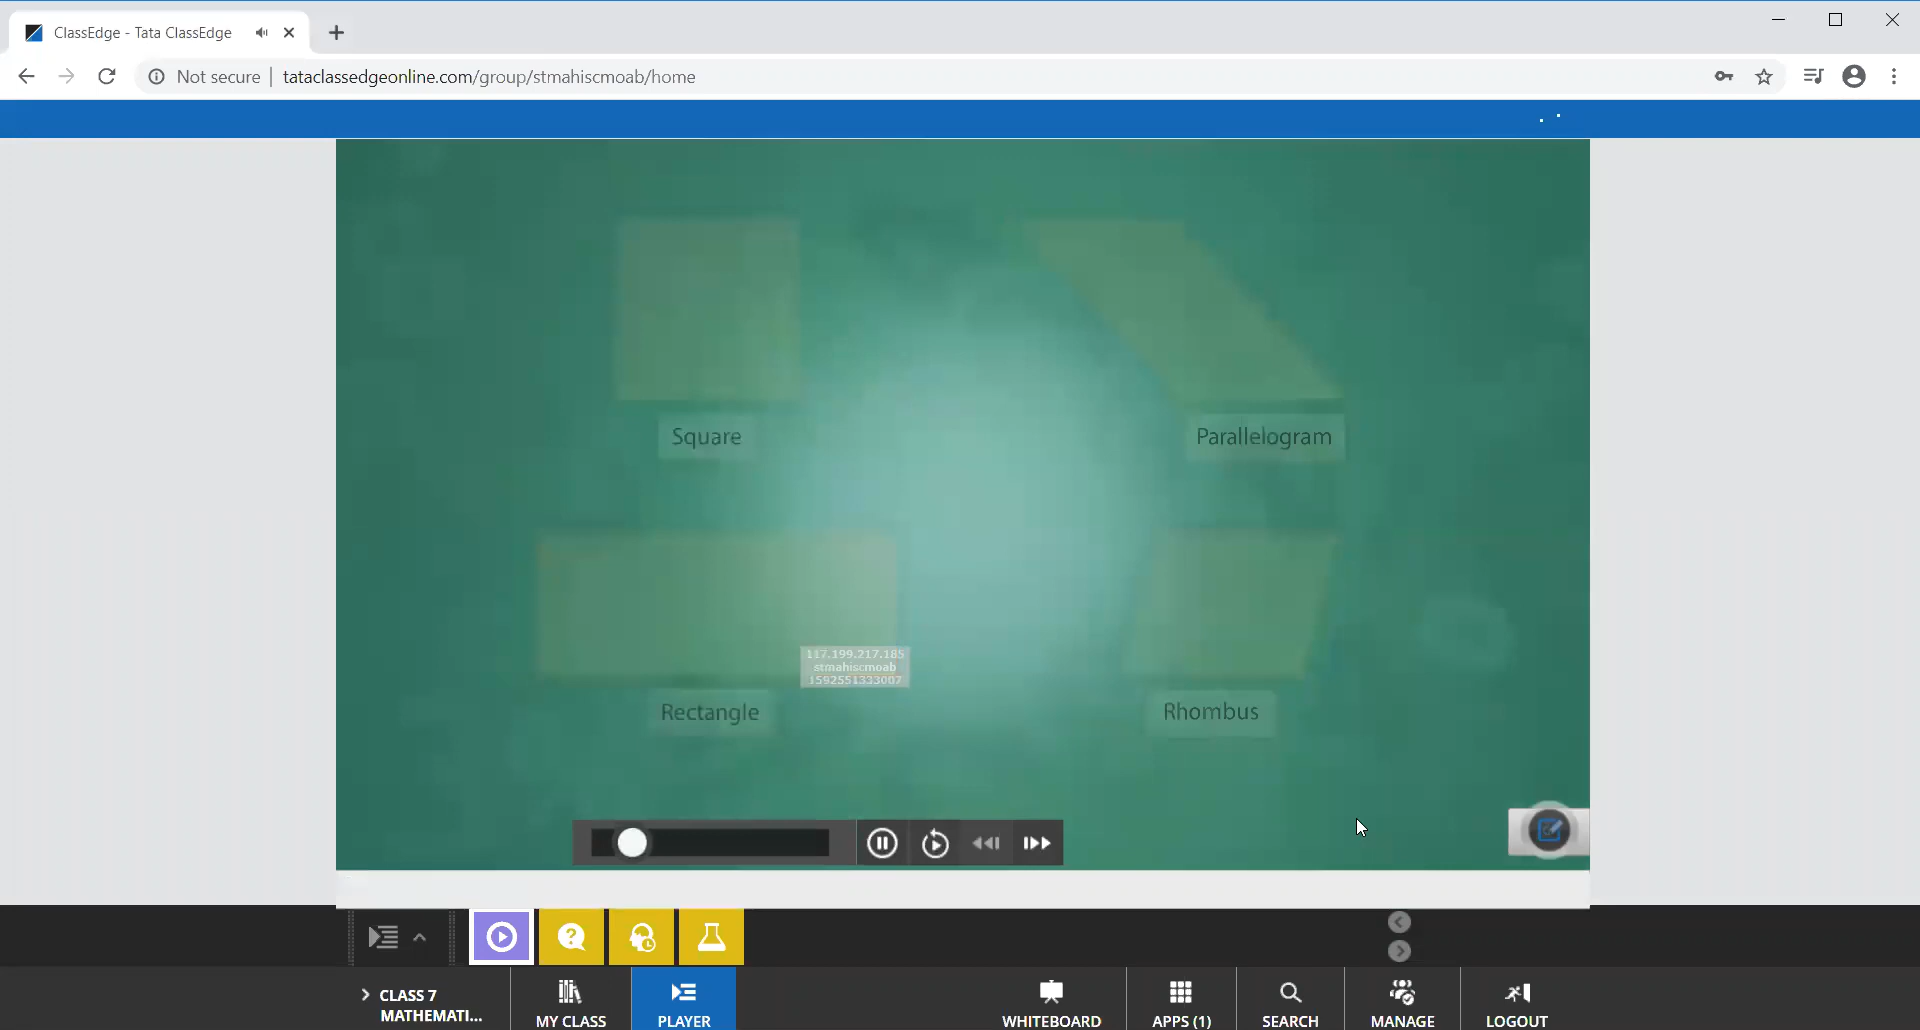 ClassEdge - Tata ClassEdge
Not secure | tataclassedgeonline.com/group/stmahiscmoab/home
Square
Parallelogram
117.199.217.185
stmahiscmoab
1592551333007
Rectangle
Rhombus
CLASS 7
MATHEMATI...
MY CLASS
PLAYER
WHITEBOARD
APPS (1)
SEARCH
MANAGE
LOGOUT